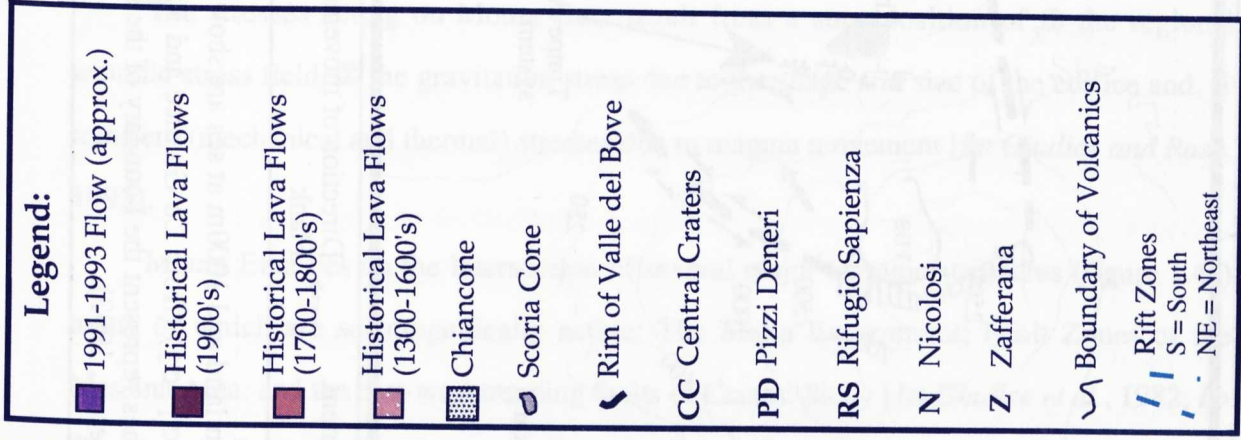 Legend:
1991-1993 Flow (approx.)
Historical Lava Flows
(1900's)
Historical Lava Flows
(1700-1800's)
Historical Lava Flows
(1300-1600's)
Chiancone
Scoria Cone
Rim of Valle del Bove
CC Central Craters
PD Pizzi Deneri
Rs Rifugio Sapienza
N Nicolosi
Z Zafferana
Boundary of Volcanics
Rift Zones
S = South
NE = Northeast